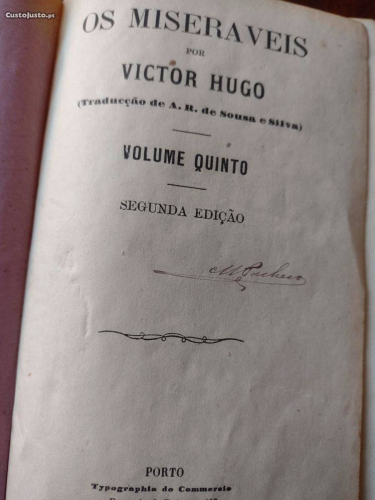 CustoJusto.pt
OS MISERAVEIS
POR
VICTOR HUGO
(Traducção de A. R. de Sousa e Silva)
VOLUME QUINTO
SEGUNDA EDIÇÃO
M Pacheco
PORTO
Typographia do Commercio